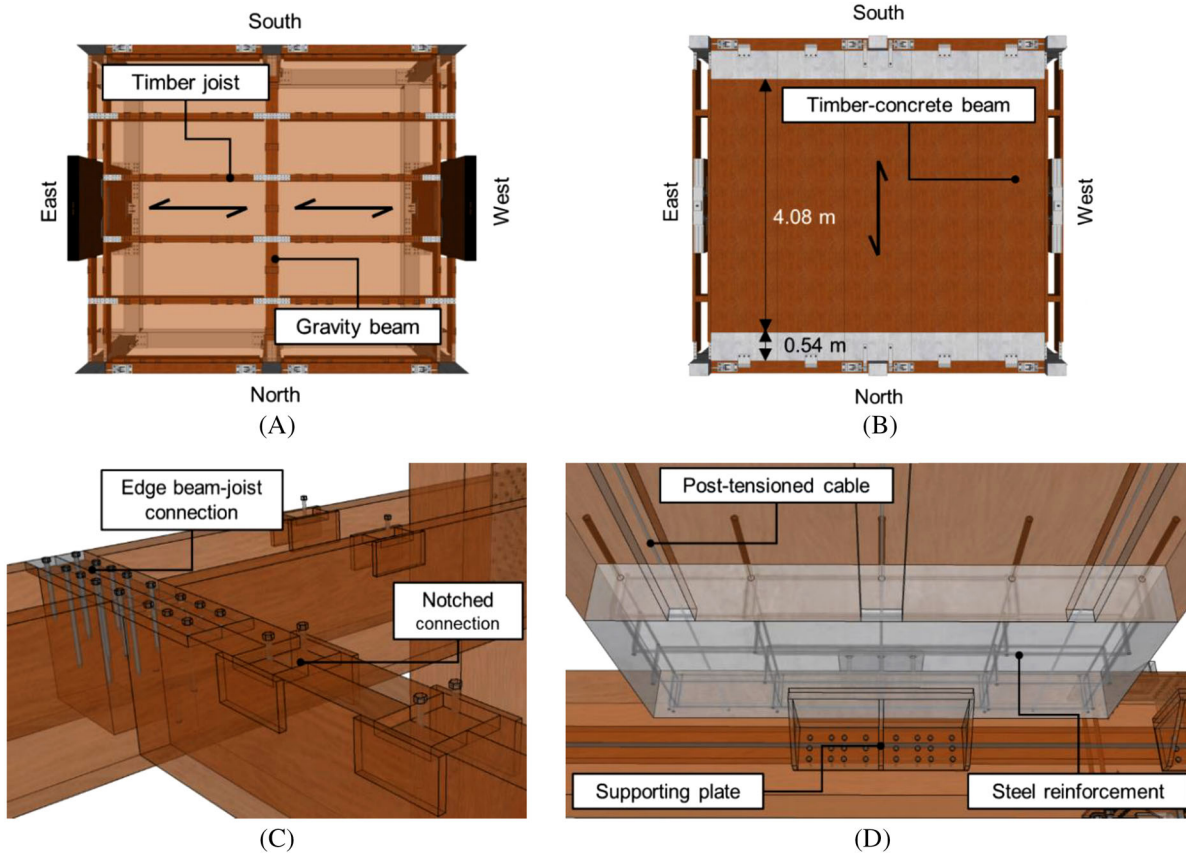 South
Timber joist
East
West
Gravity beam
North
(A)
South
Timber-concrete beam
East
West
4.08 m
0.54 m
North
(B)
Edge beam-joist
connection
Notched
connection
(C)
Post-tensioned cable
Supporting plate
Steel reinforcement
(D)